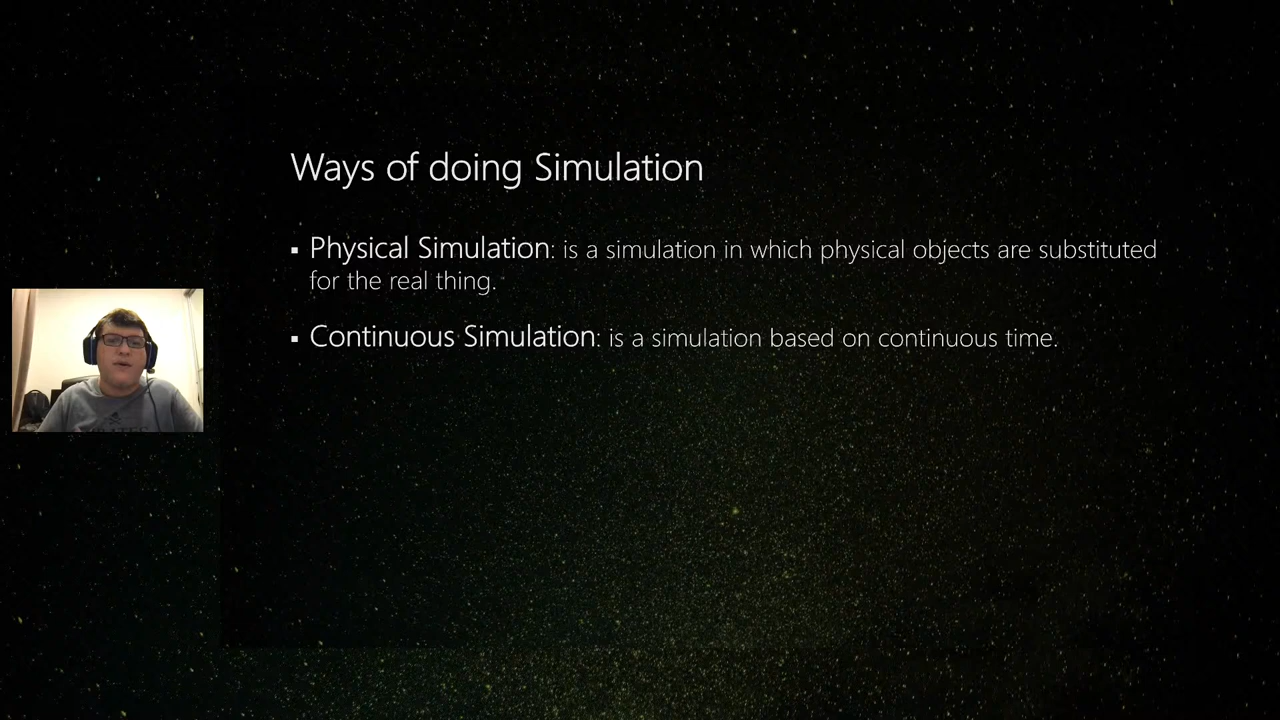 Ways of doing Simulation
▪ Physical Simulation: is a simulation in which physical objects are substituted
for the real thing.
▪ Continuous Simulation: is a simulation based on continuous time.